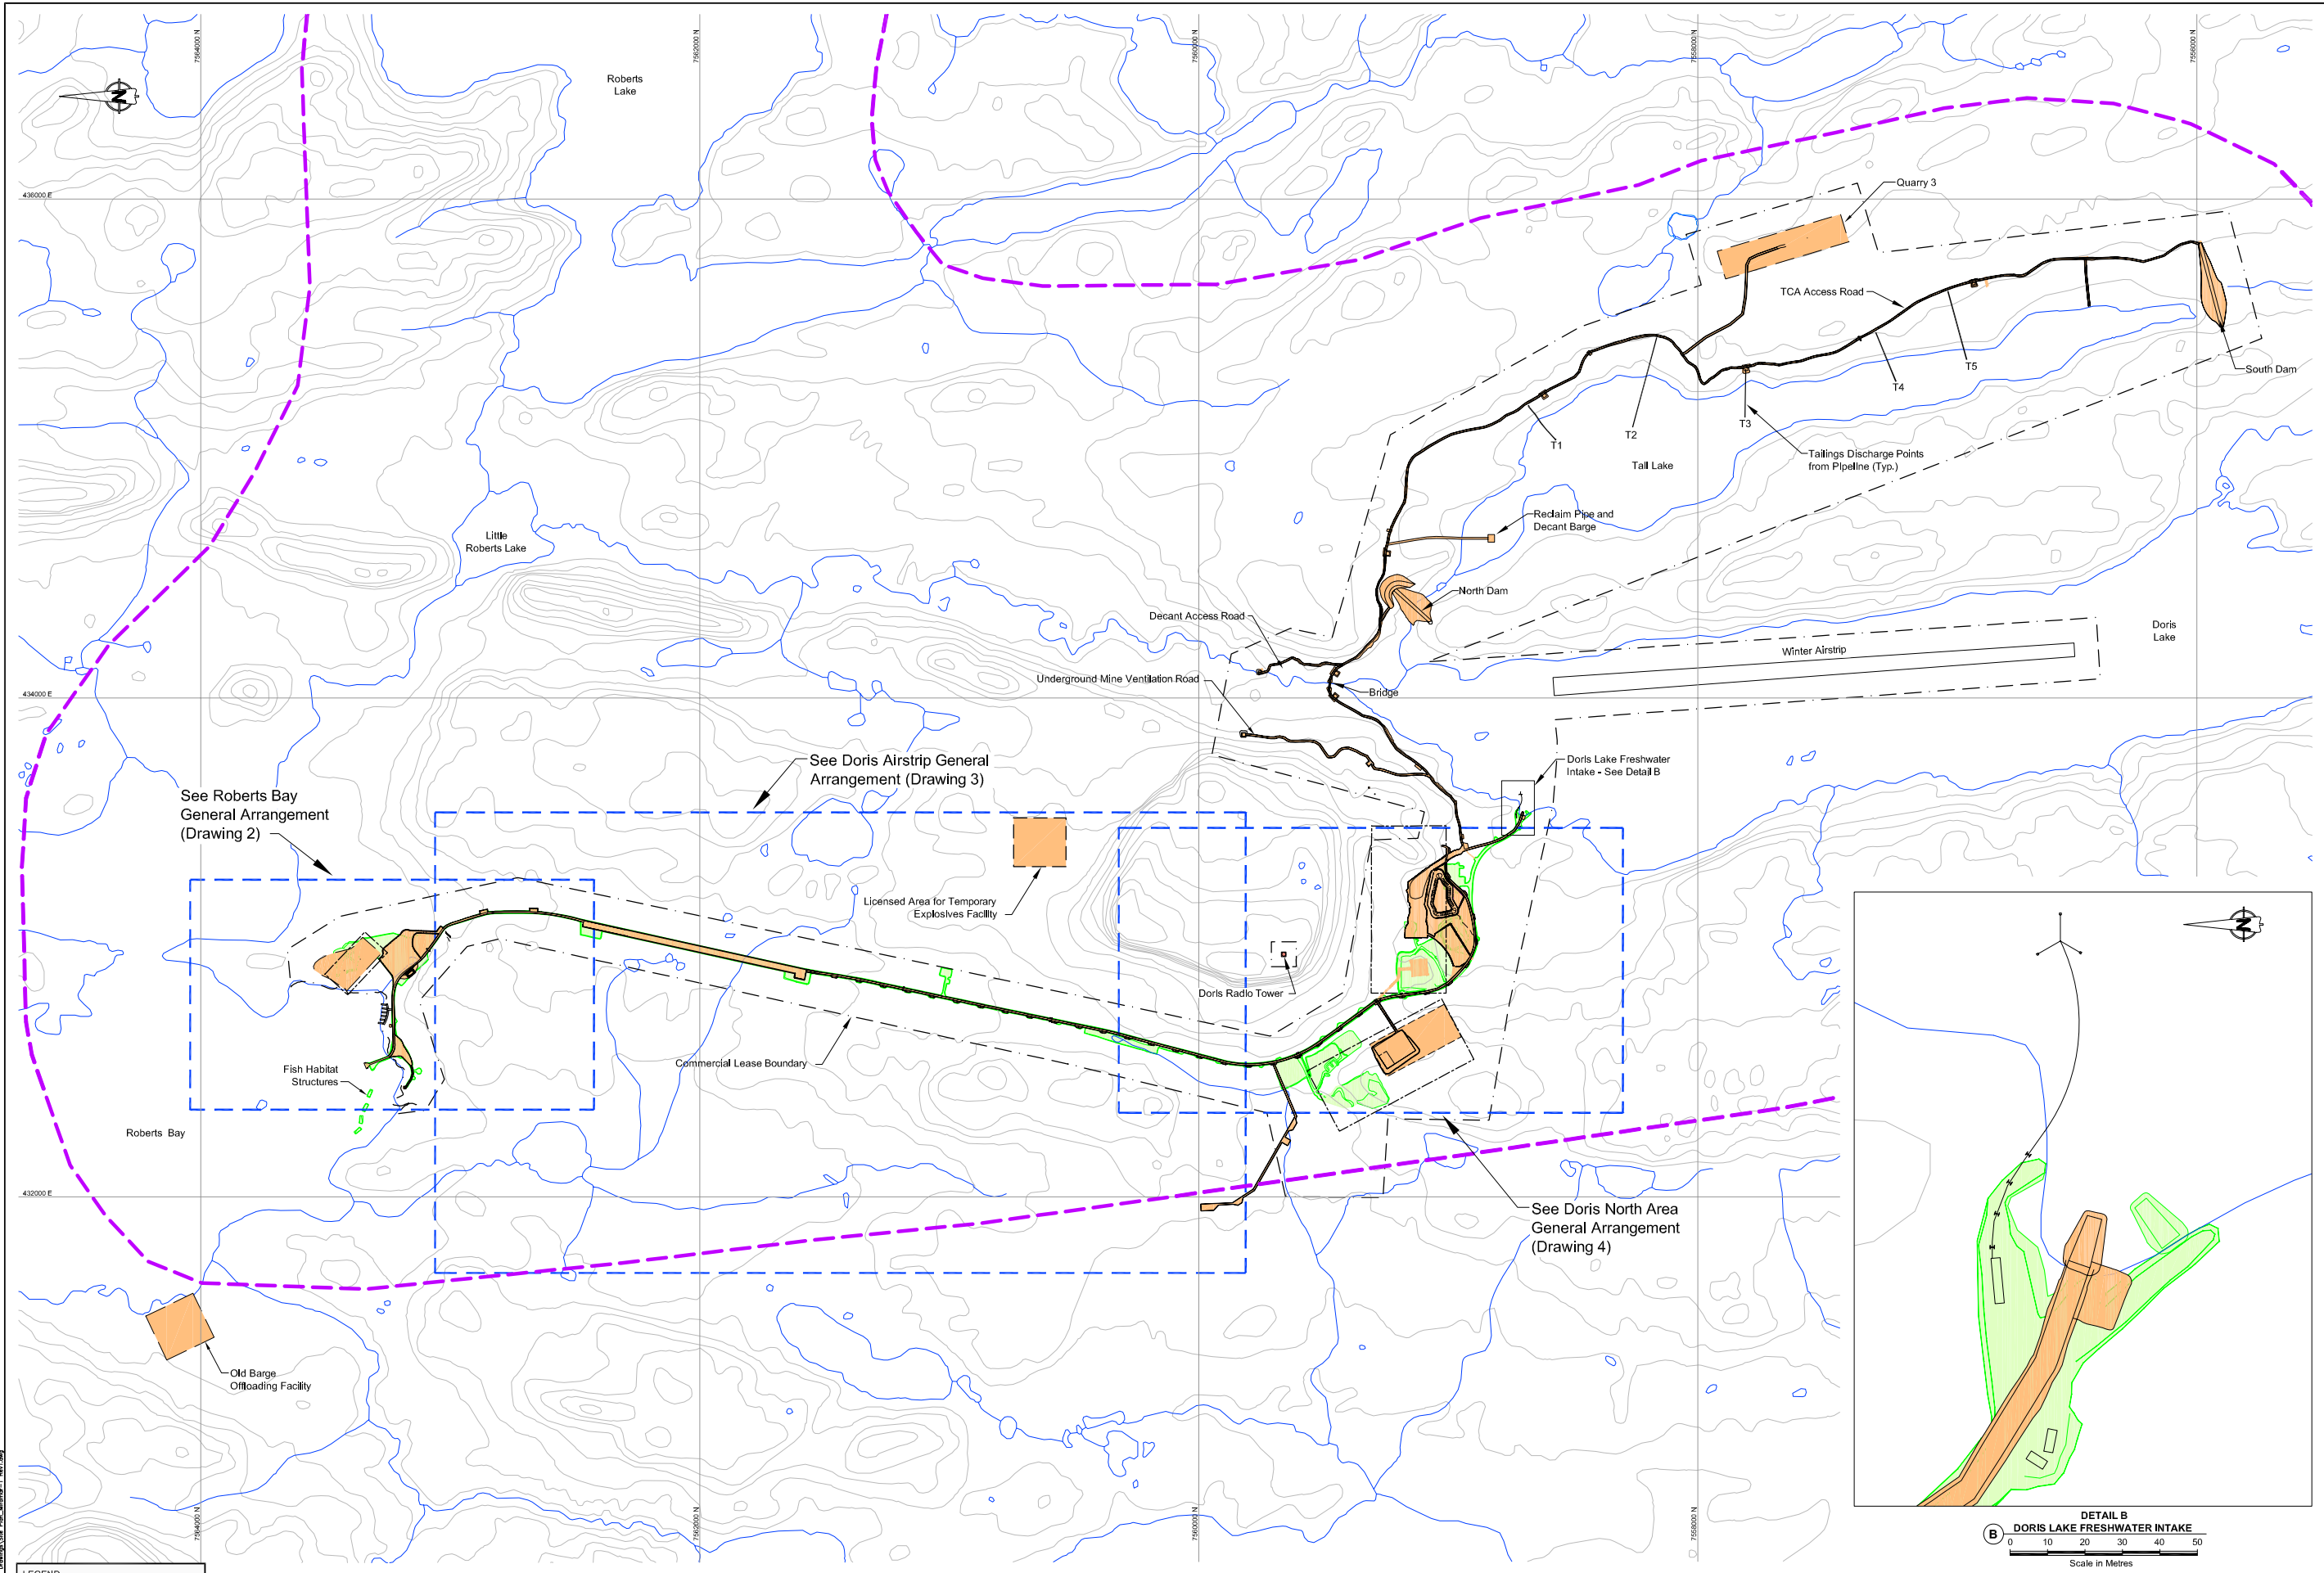 7564000 N
7562000 N
7560000 N
7558000 N
7556000 N
N
Roberts
Lake
436000 E
Quarry 3
TCA Access Road
South Dam
T1
T2
T3
T4
T5
Tailings Discharge Points
from Pipeline (Typ.)
Tail Lake
Reclaim Pipe and
Decant Barge
Little
Roberts Lake
North Dam
Decant Access Road
Doris
Lake
Winter Airstrip
Underground Mine Ventilation Road
Bridge
434000 E
See Doris Airstrip General
Arrangement (Drawing 3)
Doris Lake Freshwater
Intake - See Detail B
See Roberts Bay
General Arrangement
(Drawing 2)
Licensed Area for Temporary
Explosives Facility
Doris Radio Tower
Commercial Lease Boundary
Fish Habitat
Structures
Roberts Bay
432000 E
See Doris North Area
General Arrangement
(Drawing 4)
Old Barge
Offloading Facility
N
7564000 N
7562000 N
7560000 N
7558000 N
DETAIL B
B
DORIS LAKE FRESHWATER INTAKE
0 10 20 30 40 50
Scale in Metres
LEGEND